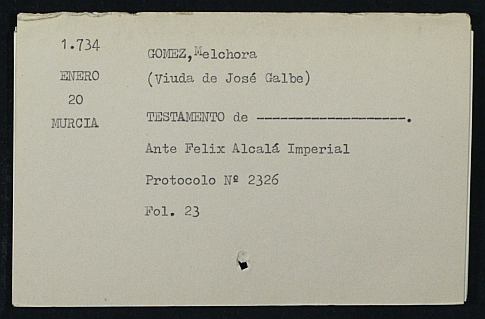 1.734
ENERO
20
MURCIA
GOMEZ, Melchora
(Viuda de José Galbe)
TESTAMENTO de -------------------.
Ante Felix Alcalá Imperial
Protocolo Nº 2326
Fol. 23